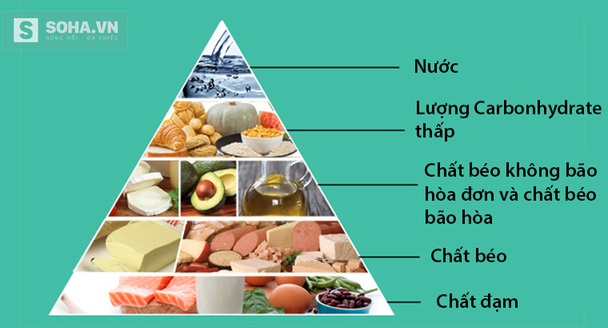 S SOHA.VN
NÓNG HỔI - ĐA CHIỀU
Nước
Lượng Carbonhydrate
thấp
Chất béo không bão
hòa đơn và chất béo
bão hòa
Chất béo
Chất đạm